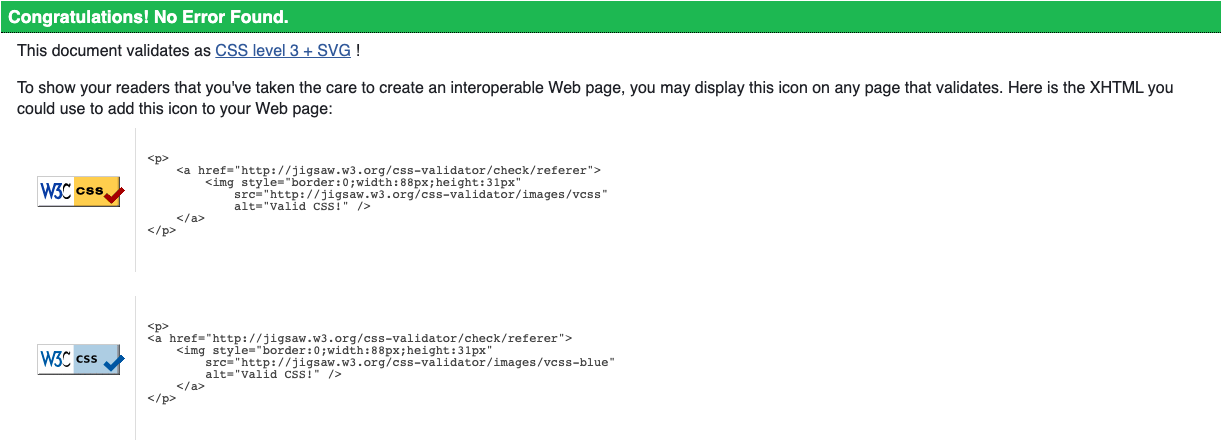 Congratulations! No Error Found.
This document validates as CSS level 3 + SVG !
To show your readers that you've taken the care to create an interoperable Web page, you may display this icon on any page that validates. Here is the XHTML you
could use to add this icon to your Web page:
W3C css
<p>
    <a href="http://jigsaw.w3.org/css-validator/check/referer">
        <img style="border:0;width:88px;height:31px"
            src="http://jigsaw.w3.org/css-validator/images/vcss"
            alt="Valid CSS!" />
    </a>
</p>
W3C css
<p>
<a href="http://jigsaw.w3.org/css-validator/check/referer">
    <img style="border:0;width:88px;height:31px"
        src="http://jigsaw.w3.org/css-validator/images/vcss-blue"
        alt="Valid CSS!" />
    </a>
</p>